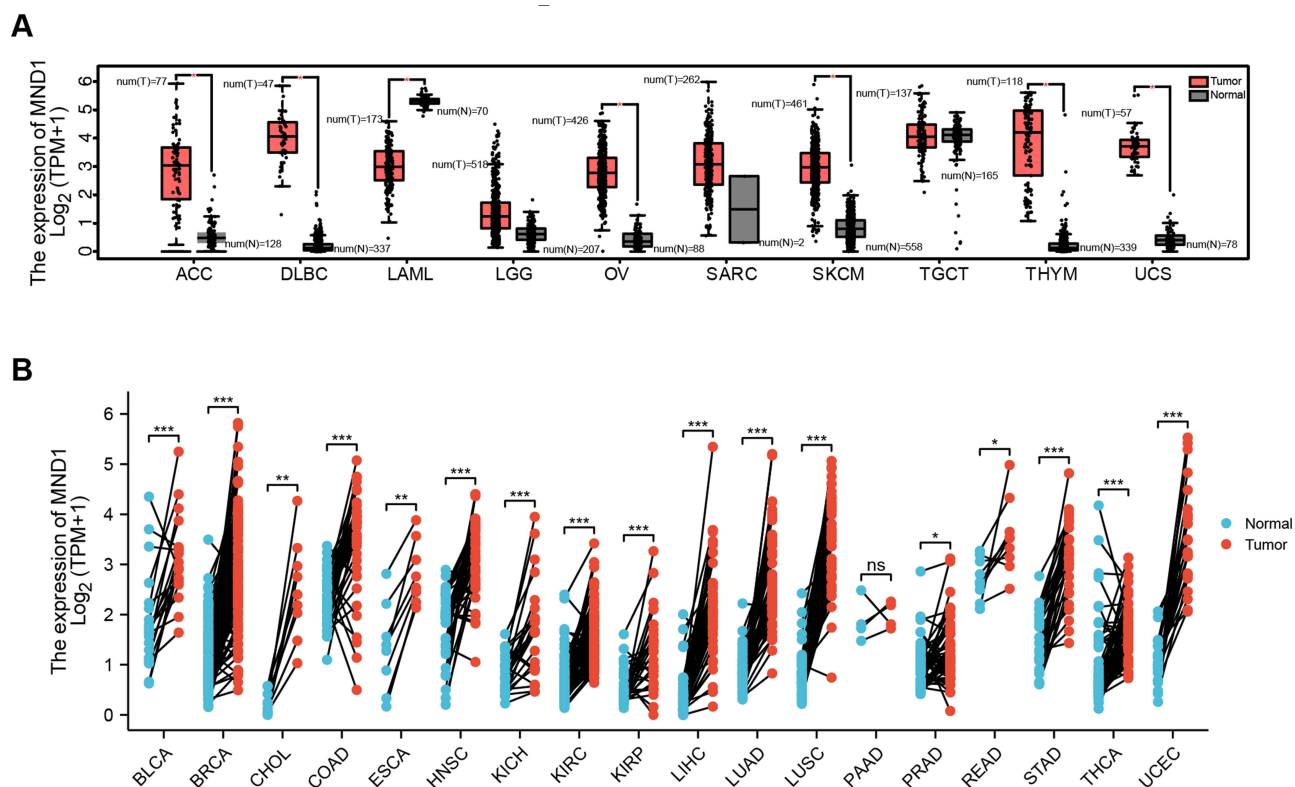 A
The expression of MND1
Log2 (TPM+1)
6
5
4
3
2
1
0
num(T)=77
*
num(N)=128
num(T)=47
*
num(N)=337
num(T)=173
*
num(N)=70
num(T)=518
num(N)=207
num(T)=426
*
num(N)=88
num(T)=262
num(N)=2
num(T)=461
*
num(N)=558
num(T)=137
num(N)=165
num(T)=118
*
num(N)=339
num(T)=57
*
num(N)=78
Tumor
Normal
ACC DLBC LAML LGG OV SARC SKCM TGCT THYM UCS
B
The expression of MND1
Log2 (TPM+1)
6
5
4
3
2
1
0
*** *** ** *** ** *** *** *** *** *** *** *** ns * * *** *** ***
Normal
Tumor
BLCA BRCA CHOL COAD ESCA HNSC KICH KIRC KIRP LIHC LUAD LUSC PAAD PRAD READ STAD THCA UCEC